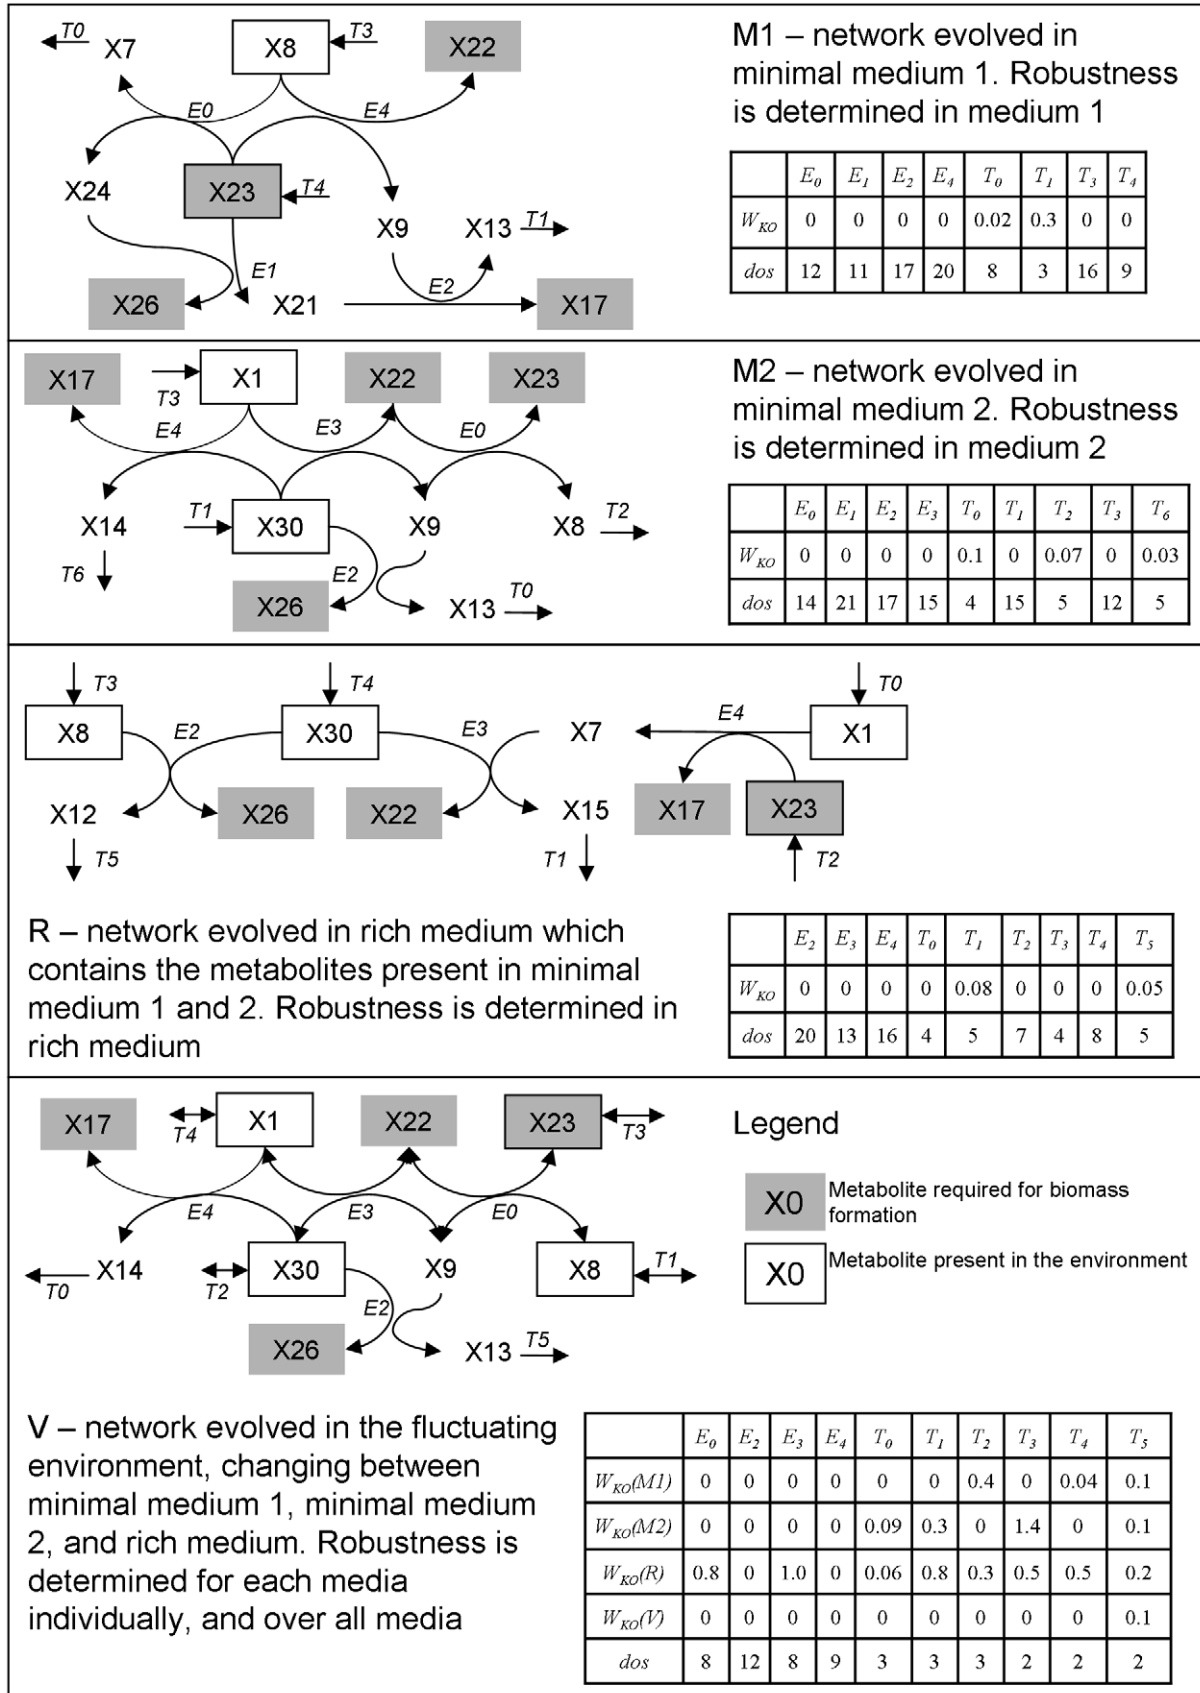 T0
X7
X8
T3
X22
E0
E4
X24
X23
T4
X9
X13
T1
E1
E2
X26
X21
X17
M1 – network evolved in
minimal medium 1. Robustness
is determined in medium 1
E0 E1 E2 E4 T0 T1 T3 T4
WKO 0 0 0 0 0.02 0.3 0 0
dos 12 11 17 20 8 3 16 9
X17
T3
X1
X22
X23
E4
E3
E0
X14
T1
X30
X9
X8
T2
T6
E2
X26
X13
T0
M2 – network evolved in
minimal medium 2. Robustness
is determined in medium 2
E0 E1 E2 E3 T0 T1 T2 T3 T6
WKO 0 0 0 0 0.1 0 0.07 0 0.03
dos 14 21 17 15 4 15 5 12 5
T3
T4
T0
X8
E2
X30
E3
X7
E4
X1
X12
X26
X22
X15
X17
X23
T5
T1
T2
R – network evolved in rich medium which
contains the metabolites present in minimal
medium 1 and 2. Robustness is determined in
rich medium
E2 E3 E4 T0 T1 T2 T3 T4 T5
WKO 0 0 0 0 0.08 0 0 0 0.05
dos 20 13 16 4 5 7 4 8 5
X17
T4
X1
X22
X23
T3
E4
E3
E0
T0
X14
T2
X30
X9
X8
T1
E2
X26
X13
T5
Legend
X0 Metabolite required for biomass
formation
X0 Metabolite present in the environment
V – network evolved in the fluctuating
environment, changing between
minimal medium 1, minimal medium
2, and rich medium. Robustness is
determined for each media
individually, and over all media
E0 E2 E3 E4 T0 T1 T2 T3 T4 T5
WKO(M1) 0 0 0 0 0 0 0.4 0 0.04 0.1
WKO(M2) 0 0 0 0 0.09 0.3 0 1.4 0 0.1
WKO(R) 0.8 0 1.0 0 0.06 0.8 0.3 0.5 0.5 0.2
WKO(V) 0 0 0 0 0 0 0 0 0 0.1
dos 8 12 8 9 3 3 3 2 2 2